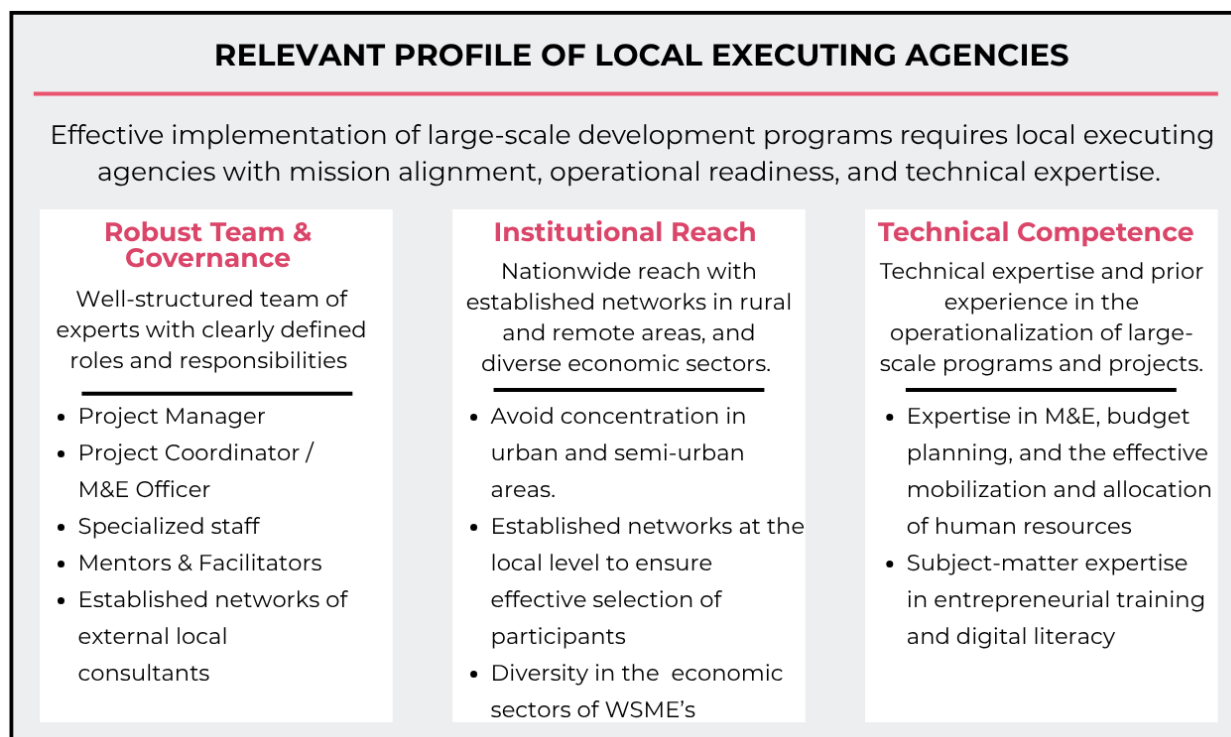 RELEVANT PROFILE OF LOCAL EXECUTING AGENCIES
Effective implementation of large-scale development programs requires local executing
agencies with mission alignment, operational readiness, and technical expertise.
Robust Team &
Governance
Well-structured team of
experts with clearly defined
roles and responsibilities
• Project Manager
• Project Coordinator /
M&E Officer
• Specialized staff
• Mentors & Facilitators
• Established networks of
external local
consultants
Institutional Reach
Nationwide reach with
established networks in rural
and remote areas, and
diverse economic sectors.
• Avoid concentration in
urban and semi-urban
areas.
• Established networks at the
local level to ensure
effective selection of
participants
• Diversity in the economic
sectors of WSME's
Technical Competence
Technical expertise and prior
experience in the
operationalization of large-
scale programs and projects.
• Expertise in M&E, budget
planning, and the effective
mobilization and allocation
of human resources
• Subject-matter expertise
in entrepreneurial training
and digital literacy